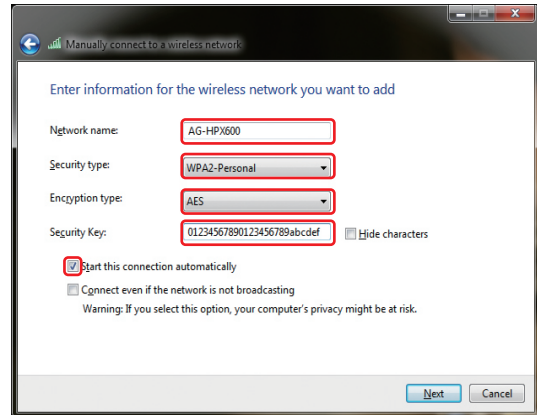 Manually connect to a wireless network
Enter information for the wireless network you want to add
Network name: AG-HPX600
Security type: WPA2-Personal
Encryption type: AES
Security Key: 01234567890123456789abcdef Hide characters
Start this connection automatically
Connect even if the network is not broadcasting
Warning: If you select this option, your computer's privacy might be at risk.
Next Cancel